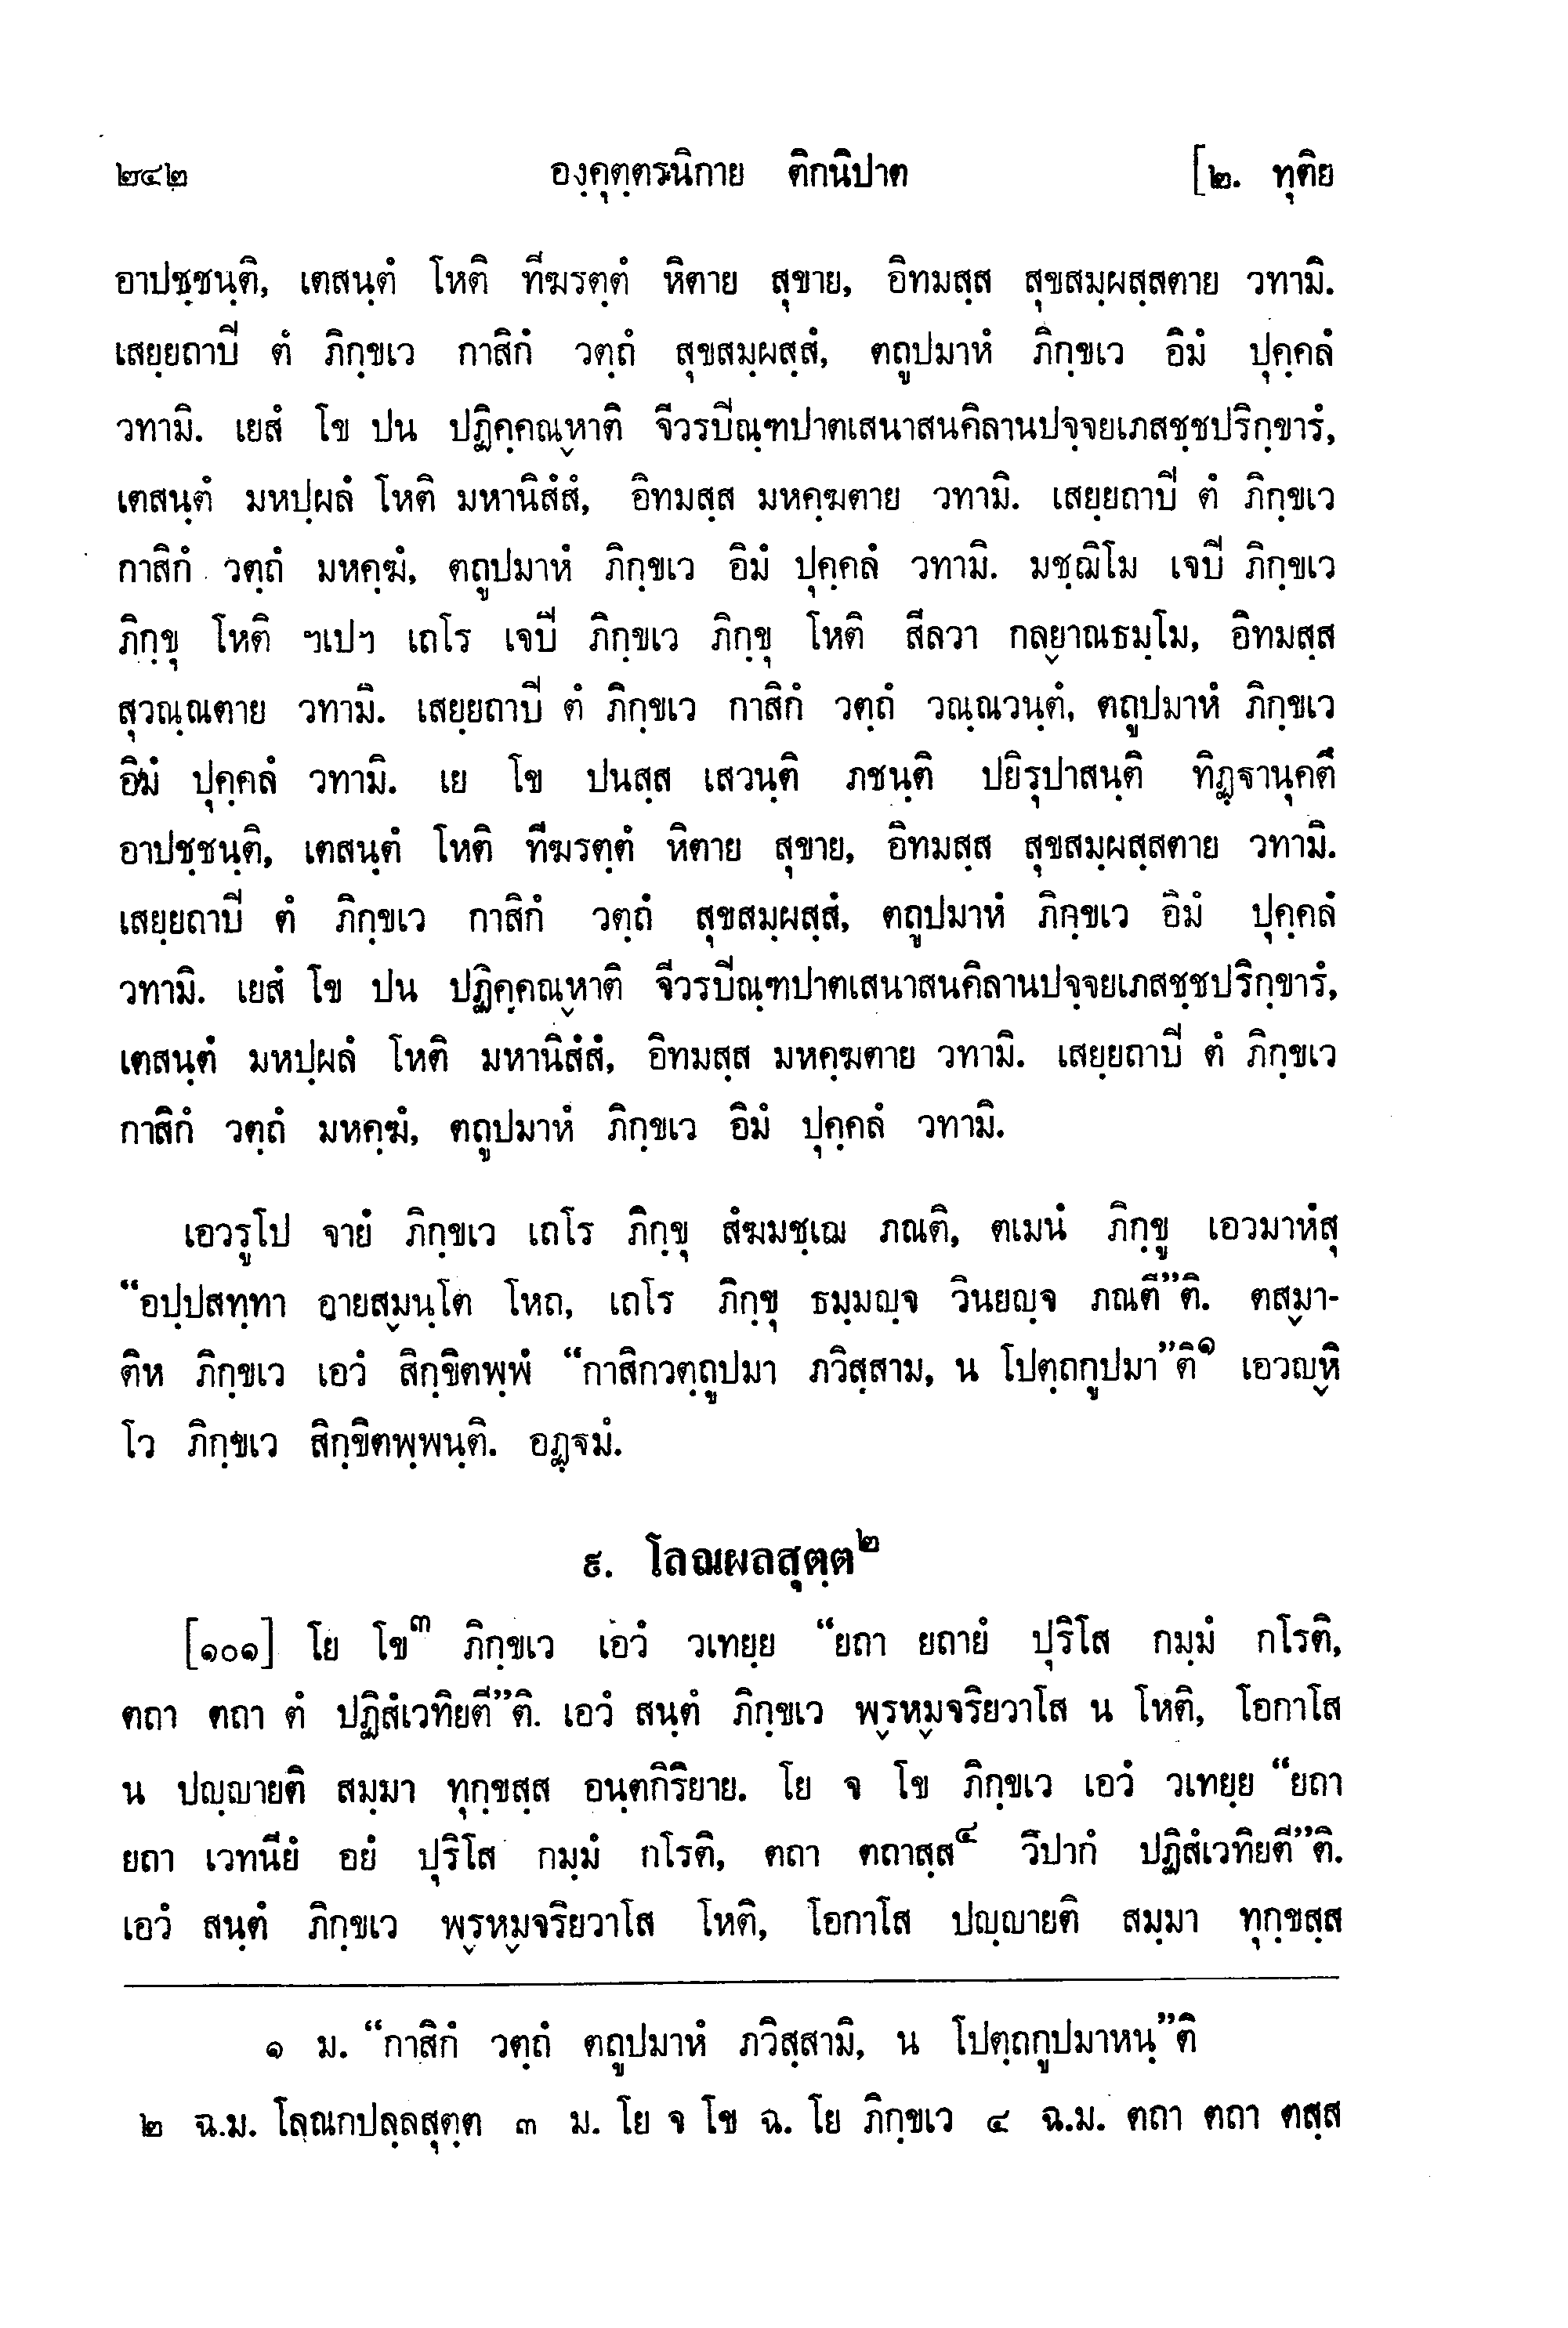 ๒๔๒ องฺคุตฺตรนิกาย ติกนิปาต [๒. ทุติย
อาปชฺชนฺติ, เตสนฺตํ โหติ ทีฆรตฺตํ หิตาย สุขาย, อิทมสฺส สุขสมฺผสฺสตาย วทามิ.
เสยฺยถาปี ตํ ภิกฺขเว กาสิกํ วตฺถํ สุขสมฺผสฺสํ, ตถูปมาหํ ภิกฺขเว อิมํ ปุคฺคลํ
วทามิ. เยสํ โข ปน ปฏิคฺคณฺหาติ จีวรปิณฺฑปาตเสนาสนคิลานปจฺจยเภสชฺชปริกฺขารํ,
เตสนฺตํ มหปฺผลํ โหติ มหานิสํสํ, อิทมสฺส มหคฺฆตาย วทามิ. เสยฺยถาปี ตํ ภิกฺขเว
กาสิกํ วตฺถํ มหคฺฆํ, ตถูปมาหํ ภิกฺขเว อิมํ ปุคฺคลํ วทามิ. มชฺฌิโม เจปิ ภิกฺขเว
ภิกฺขุ โหติ ฯเปฯ เถโร เจปิ ภิกฺขเว ภิกฺขุ โหติ สีลวา กลฺยาณธมฺโม, อิทมสฺส
สุวณฺณตาย วทามิ. เสยฺยถาปี ตํ ภิกฺขเว กาสิกํ วตฺถํ วณฺณวนฺตํ, ตถูปมาหํ ภิกฺขเว
อิมํ ปุคฺคลํ วทามิ. เย โข ปนสฺส เสวนฺติ ภชนฺติ ปยิรุปาสนฺติ ทิฏฺฐานุคตึ
อาปชฺชนฺติ, เตสนฺตํ โหติ ทีฆรตฺตํ หิตาย สุขาย, อิทมสฺส สุขสมฺผสฺสตาย วทามิ.
เสยฺยถาปี ตํ ภิกฺขเว กาสิกํ วตฺถํ สุขสมฺผสฺสํ, ตถูปมาหํ ภิกฺขเว อิมํ ปุคฺคลํ
วทามิ. เยสํ โข ปน ปฏิคฺคณฺหาติ จีวรปิณฺฑปาตเสนาสนคิลานปจฺจยเภสชฺชปริกฺขารํ,
เตสนฺตํ มหปฺผลํ โหติ มหานิสํสํ, อิทมสฺส มหคฺฆตาย วทามิ. เสยฺยถาปี ตํ ภิกฺขเว
กาสิกํ วตฺถํ มหคฺฆํ, ตถูปมาหํ ภิกฺขเว อิมํ ปุคฺคลํ วทามิ.
เอวรูโป จายํ ภิกฺขเว เถโร ภิกฺขุ สํฆมชฺเฌ ภณติ, ตเมนํ ภิกฺขู เอวมาหํสุ
“อปฺปสทฺทา อายสฺมนฺโต โหถ, เถโร ภิกฺขุ ธมฺมญฺจ วินยญฺจ ภณตี”ติ. ตสฺมา-
ติห ภิกฺขเว เอวํ สิกฺขิตพฺพํ “กาสิกวตฺถูปมา ภวิสฺสาม, น โปตฺถกูปมา”ติ๑ เอวญฺหิ
โว ภิกฺขเว สิกฺขิตพฺพนฺติ. อฏฺฐมํ.
๙. โลณผลสุตฺต๒
[๑๐๑] โย โข๓ ภิกฺขเว เอวํ วเทยฺย “ยถา ยถายํ ปุริโส กมฺมํ กโรติ,
ตถา ตถา ตํ ปฏิสํเวทิยตี”ติ. เอวํ สนฺตํ ภิกฺขเว พฺรหฺมจริยวาโส น โหติ, โอกาโส
น ปญฺญายติ สมฺมา ทุกฺขสฺส อนฺตกิริยาย. โย จ โข ภิกฺขเว เอวํ วเทยฺย “ยถา
ยถา เวทนียํ อยํ ปุริโส กมฺมํ กโรติ, ตถา ตถาสฺส๔ วิปากํ ปฏิสํเวทิยตี”ติ.
เอวํ สนฺตํ ภิกฺขเว พฺรหฺมจริยวาโส โหติ, โอกาโส ปญฺญายติ สมฺมา ทุกฺขสฺส
๑ ม. “กาสิกํ วตฺถํ ตถูปมาหํ ภวิสฺสามิ, น โปตฺถกูปมาหนฺ”ติ
๒ ฉ.ม. โลณกปลฺลสุตฺต ๓ ม. โย จ โข ฉ. โย ภิกฺขเว ๔ ฉ.ม. ตถา ตถา ตสฺส